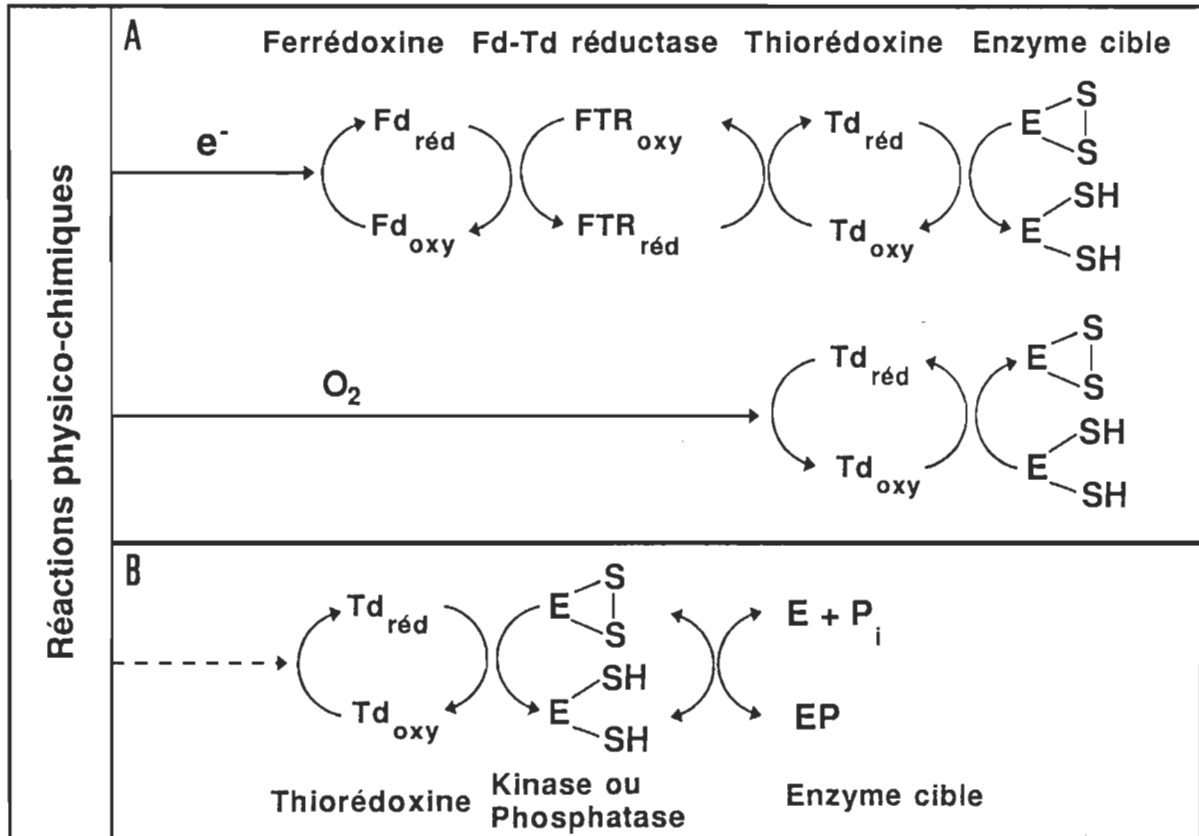 Réactions physico-chimiques
A
Ferrédoxine Fd-Td réductase Thiorédoxine Enzyme cible
e-
Fd réd
FTR oxy
Td réd
E S S
Fd oxy
FTR réd
Td oxy
E SH SH
O2
Td réd
E S S
Td oxy
E SH SH
B
Td réd
E S S
E + Pi
Td oxy
E SH SH
EP
Thiorédoxine
Kinase ou
Phosphatase
Enzyme cible